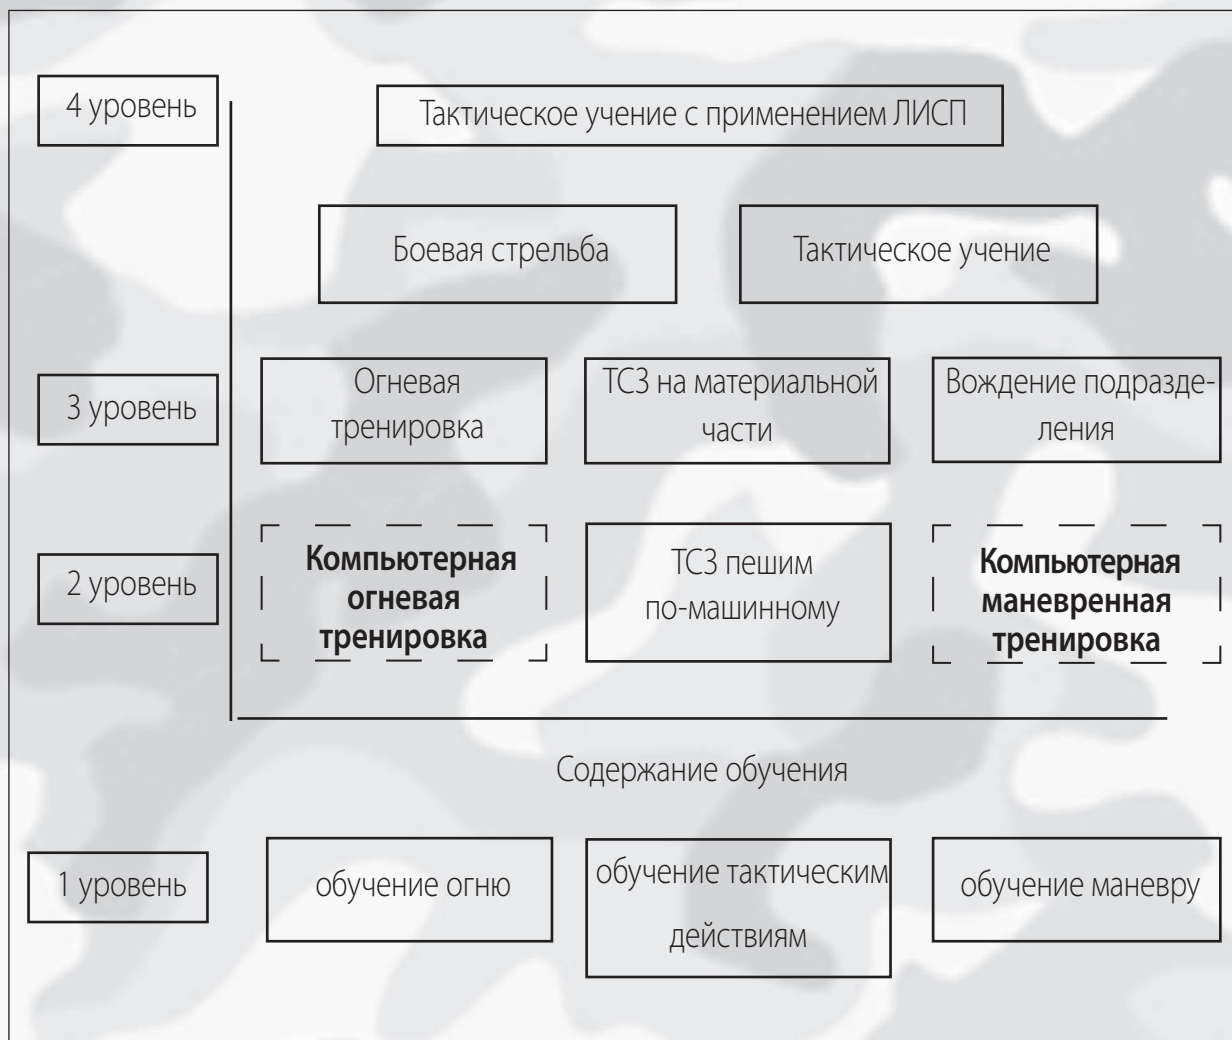 4 уровень
Тактическое учение с применением ЛИСП
Боевая стрельба
Тактическое учение
3 уровень
Огневая
тренировка
ТСЗ на материальной
части
Вождение подразде-
ления
2 уровень
Компьютерная
огневая
тренировка
ТСЗ пешим
по-машинному
Компьютерная
маневренная
тренировка
Содержание обучения
1 уровень
обучение огню
обучение тактическим
действиям
обучение маневру